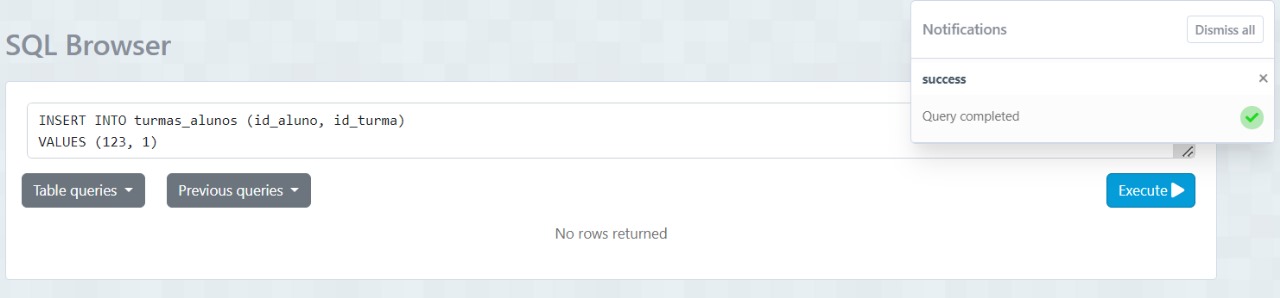 SQL Browser
Notifications
Dismiss all
success
×
Query completed
INSERT INTO turmas_alunos (id_aluno, id_turma)
VALUES (123, 1)
Table queries
Previous queries
Execute
No rows returned